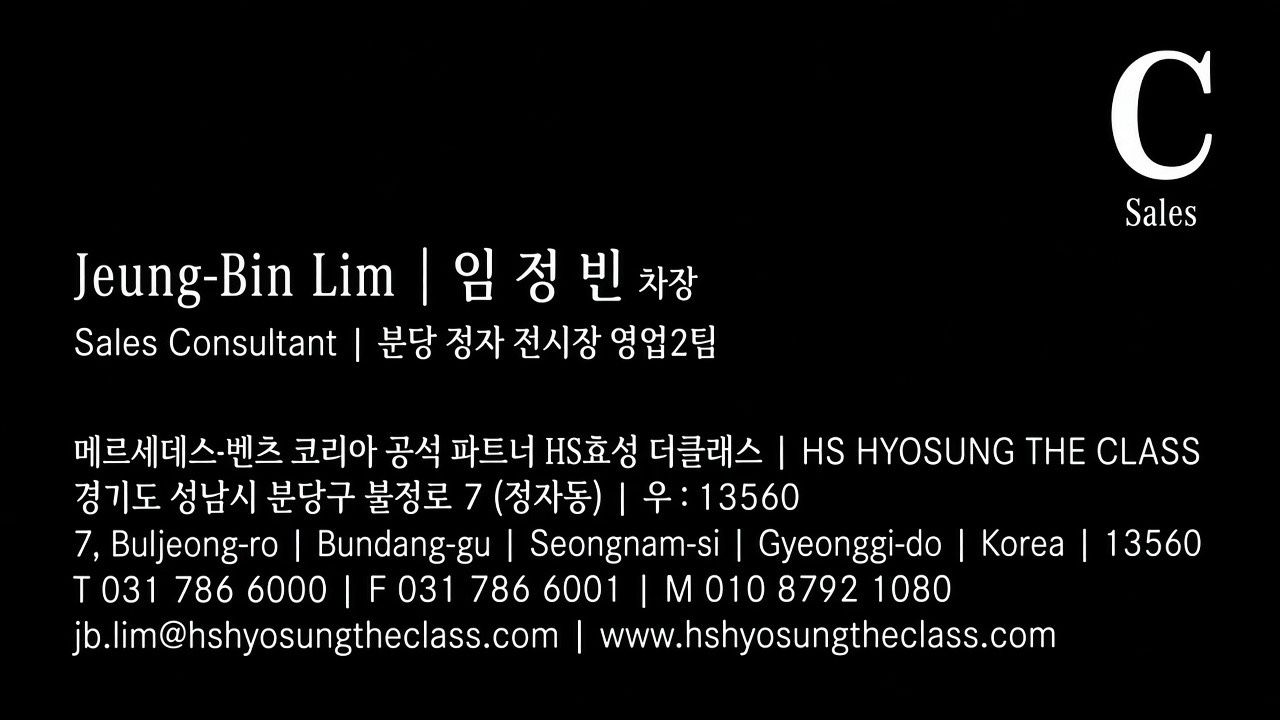 C
Sales
Jeung-Bin Lim | 임 정 빈 차장
Sales Consultant | 분당 정자 전시장 영업2팀
메르세데스-벤츠 코리아 공식 파트너 HS효성 더클래스 | HS HYOSUNG THE CLASS
경기도 성남시 분당구 불정로 7 (정자동) | 우 : 13560
7, Buljeong-ro | Bundang-gu | Seongnam-si | Gyeonggi-do | Korea | 13560
T 031 786 6000 | F 031 786 6001 | M 010 8792 1080
jb.lim@hshyosungtheclass.com | www.hshyosungtheclass.com